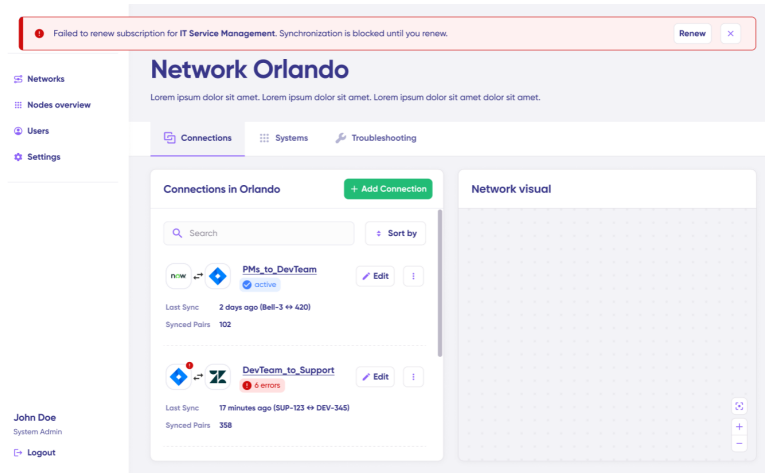 Failed to renew subscription for IT Service Management. Synchronization is blocked until you renew.
Renew
Networks
Nodes overview
Users
Settings
John Doe
System Admin
Logout
Network Orlando
Lorem ipsum dolor sit amet. Lorem ipsum dolor sit amet. Lorem ipsum dolor sit amet dolor sit amet.
Connections
Systems
Troubleshooting
Connections in Orlando
+ Add Connection
Search
Sort by
now
PMs_to_DevTeam
active
Edit
Last Sync 2 days ago (Bell-3 ⇔ 420)
Synced Pairs 102
DevTeam_to_Support
6 errors
Edit
Last Sync 17 minutes ago (SUP-123 ⇔ DEV-345)
Synced Pairs 358
Network visual